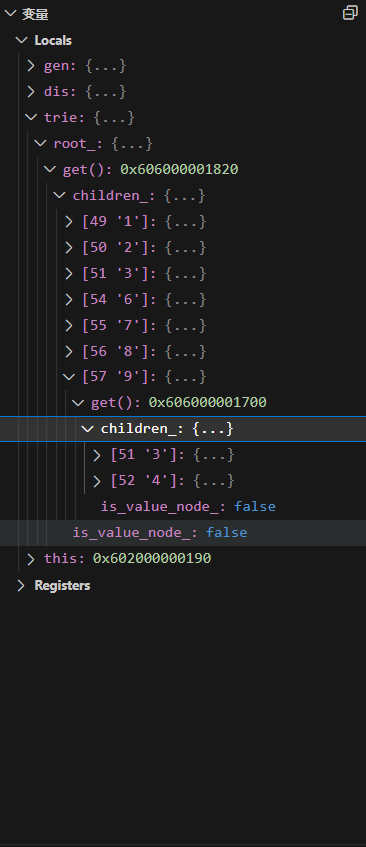 变量
Locals
gen: {...}
dis: {...}
trie: {...}
root_: {...}
get(): 0x606000001820
children_: {...}
[49 '1']: {...}
[50 '2']: {...}
[51 '3']: {...}
[54 '6']: {...}
[55 '7']: {...}
[56 '8']: {...}
[57 '9']: {...}
get(): 0x606000001700
children_: {...}
[51 '3']: {...}
[52 '4']: {...}
is_value_node_: false
is_value_node_: false
this: 0x602000000190
Registers